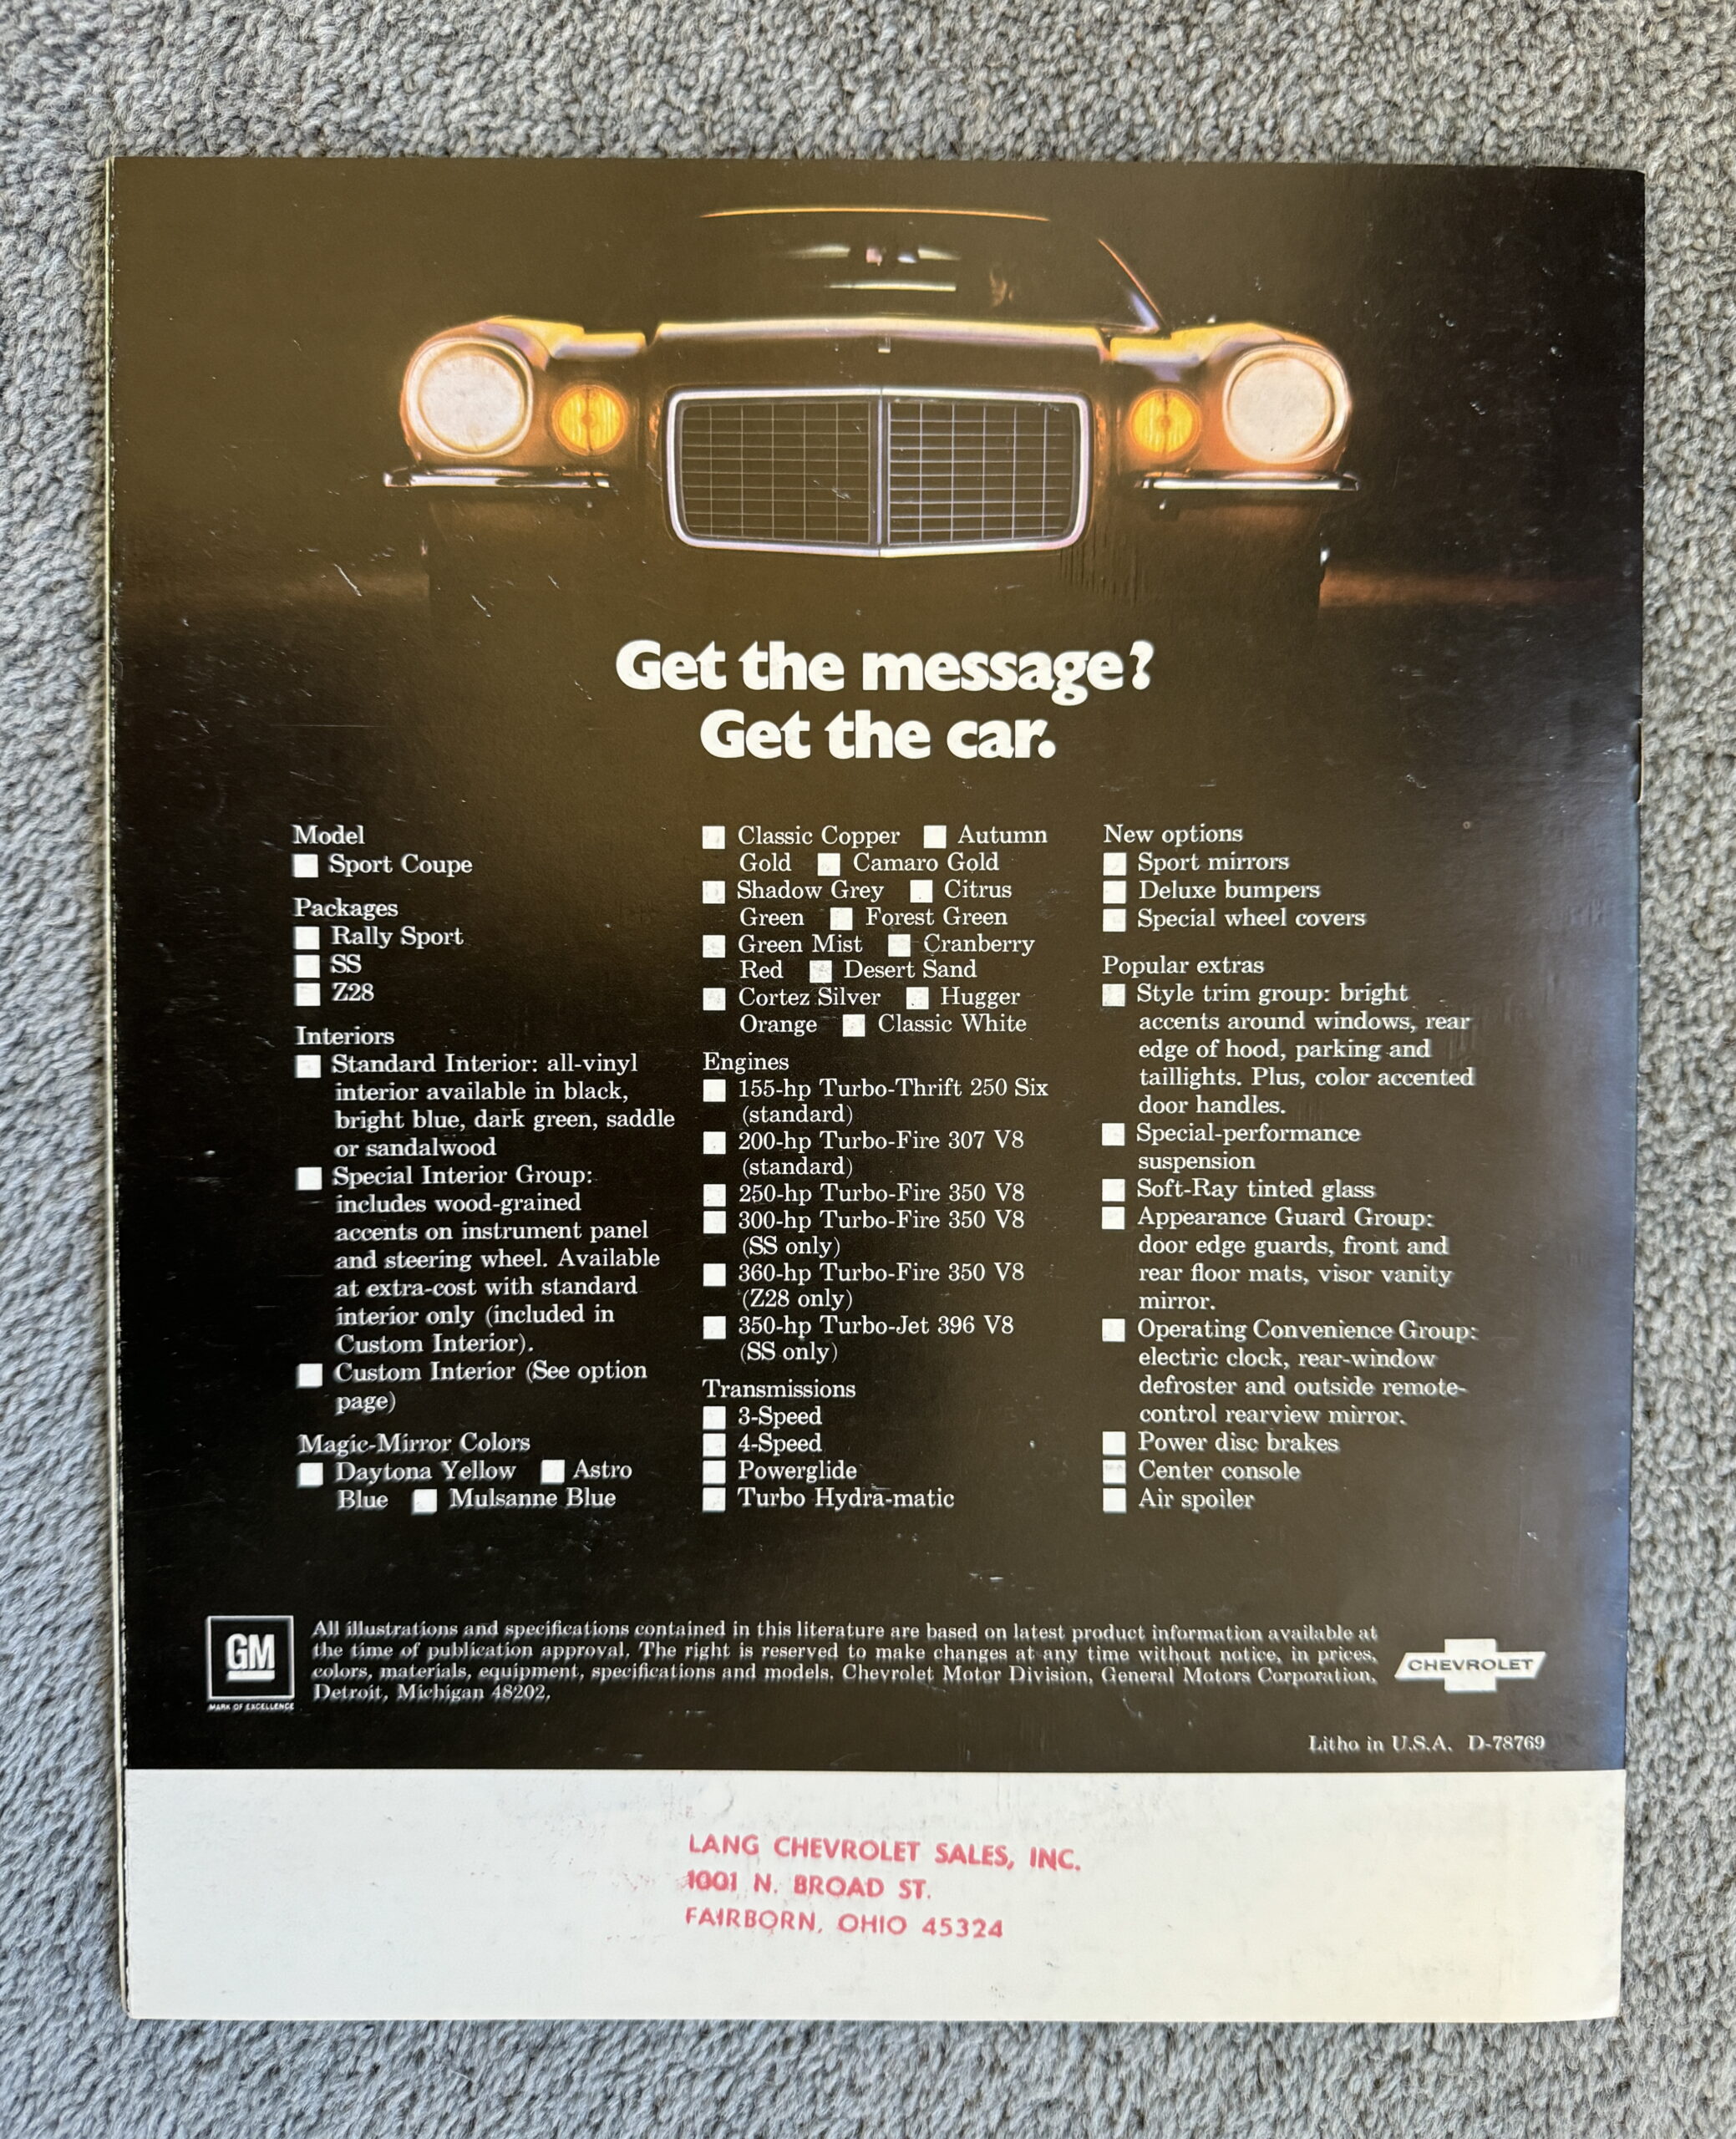 Get the message?
Get the car.
Model
Sport Coupe
Packages
Rally Sport
SS
Z28
Interiors
Standard Interior: all-vinyl
interior available in black,
bright blue, dark green, saddle
or sandalwood
Special Interior Group:
includes wood-grained
accents on instrument panel
and steering wheel. Available
at extra-cost with standard
interior only (included in
Custom Interior).
Custom Interior (See option
page)
Magic-Mirror Colors
Daytona Yellow Astro
Blue Mulsanne Blue
Classic Copper Autumn
Gold Camaro Gold
Shadow Grey Citrus
Green Forest Green
Green Mist Cranberry
Red Desert Sand
Cortez Silver Hugger
Orange Classic White
Engines
155-hp Turbo-Thrift 250 Six
(standard)
200-hp Turbo-Fire 307 V8
(standard)
250-hp Turbo-Fire 350 V8
300-hp Turbo-Fire 350 V8
(SS only)
360-hp Turbo-Fire 350 V8
(Z28 only)
350-hp Turbo-Jet 396 V8
(SS only)
Transmissions
3-Speed
4-Speed
Powerglide
Turbo Hydra-matic
New options
Sport mirrors
Deluxe bumpers
Special wheel covers
Popular extras
Style trim group: bright
accents around windows, rear
edge of hood, parking and
taillights. Plus, color accented
door handles.
Special-performance
suspension
Soft-Ray tinted glass
Appearance Guard Group:
door edge guards, front and
rear floor mats, visor vanity
mirror.
Operating Convenience Group:
electric clock, rear-window
defroster and outside remote-
control rearview mirror.
Power disc brakes
Center console
Air spoiler
GM
MARK OF EXCELLENCE
All illustrations and specifications contained in this literature are based on latest product information available at
the time of publication approval. The right is reserved to make changes at any time without notice, in prices,
colors, materials, equipment, specifications and models. Chevrolet Motor Division, General Motors Corporation,
Detroit, Michigan 48202.
CHEVROLET
Litho in U.S.A. D-78769
LANG CHEVROLET SALES, INC.
1001 N. BROAD ST.
FAIRBORN, OHIO 45324